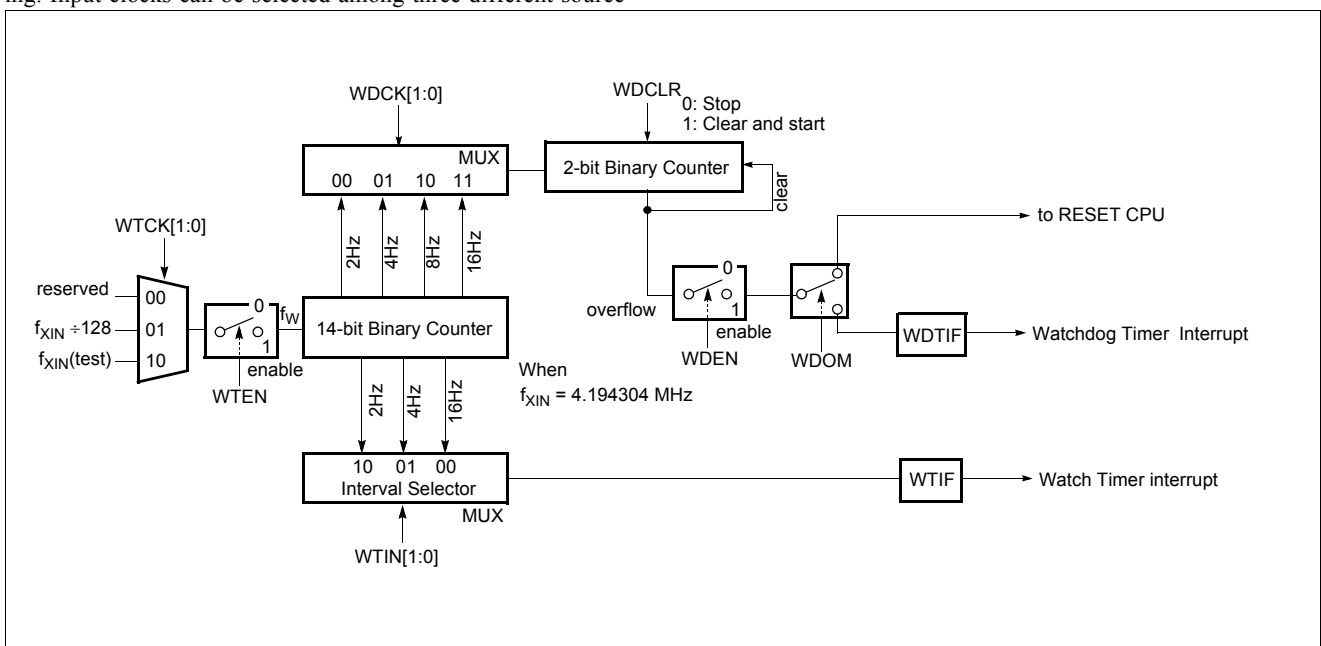 ing. Input clocks can be selected among three different source
WDCK[1:0]
WDCLR
0: Stop
1: Clear and start
MUX
00 01 10 11
2-bit Binary Counter
clear
WTCK[1:0]
2Hz
4Hz
8Hz
16Hz
to RESET CPU
reserved
00
fXIN ÷128
01
fXIN(test)
10
0
1
enable
WTEN
fW
14-bit Binary Counter
overflow
0
1
enable
WDEN
WDOM
WDTIF
Watchdog Timer Interrupt
When
fXIN = 4.194304 MHz
2Hz
4Hz
16Hz
10 01 00
Interval Selector
MUX
WTIN[1:0]
WTIF
Watch Timer interrupt